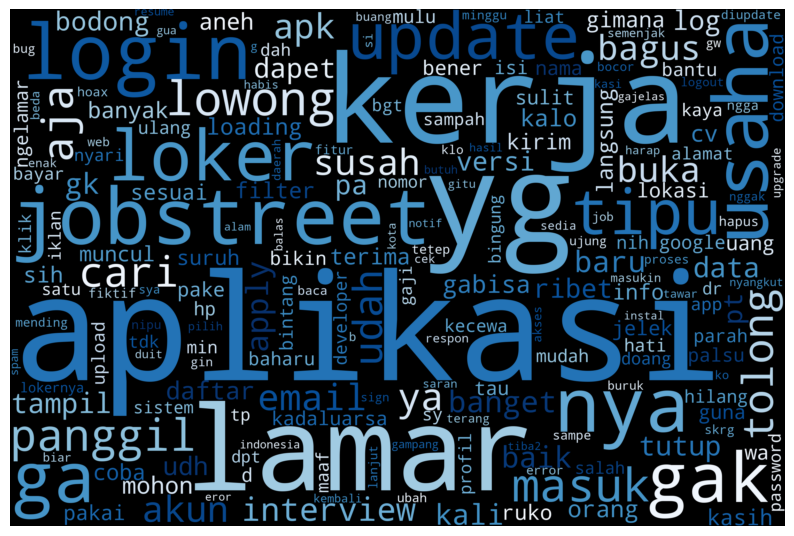 resume
gua
buang
mulu
minggu
liat
diupdate
bodong
apk
aneh
gimana
log
semenjak
login
update
si
bug
g
dah
bener
isi
nama
bagus
gw
dapet
bocor
bantu
usaha
download
beda
hoax
habis
lowong
kerja
bgt
sulit
kasi
logout
aja
banyak
sampah
kalo
gajelas
kaya
ngga
ngelamar
ulang
loading
fitur
klo
hasil
kirim
langsung
cv
enak
web
nyari
loker
daerah
susah
versi
harap
alamat
upgrade
bayar
gk
sesuai
filter
pa
nomor
butuh
gitu
buka
lokasi
nggak
jobstreet
yg
tipu
klik
iklan
alam
balas
notif
kota
bingung
sedia
job
hapus
muncul
suruh
terima
tetep
ujung
nih
google
uang
sih
cari
bikin
cek
baru
proses
masukin
data
nyangkut
satu
fiktif
sya
pake
apply
bintang
baca
udah
gaji
gabisa
ribet
info
tawar
dr
app
pt
tolong
mending
hp
aplikasi
developer
kecewa
akses
instal
jelek
hati
parah
spam
upload
nipu
pilih
min
b
respon
mudah
doang
palsu
tdk
duit
gin
baharu
ko
lokernya
daftar
email
ya
sign
saran
tau
buruk
hilang
tampil
sistem
tp
kadaluarsa
sy
terang
banget
nya
skrg
guna
panggil
lamar
indonesia
gampang
tiba2
sampe
tutup
biar
coba
udh
dpt
maaf
lanjut
profil
baik
error
salah
wa
password
ga
mohon
d
masuk
gak
pakai
eror
akun
interview
kembali
ubah
kali
ruko
orang
kasih